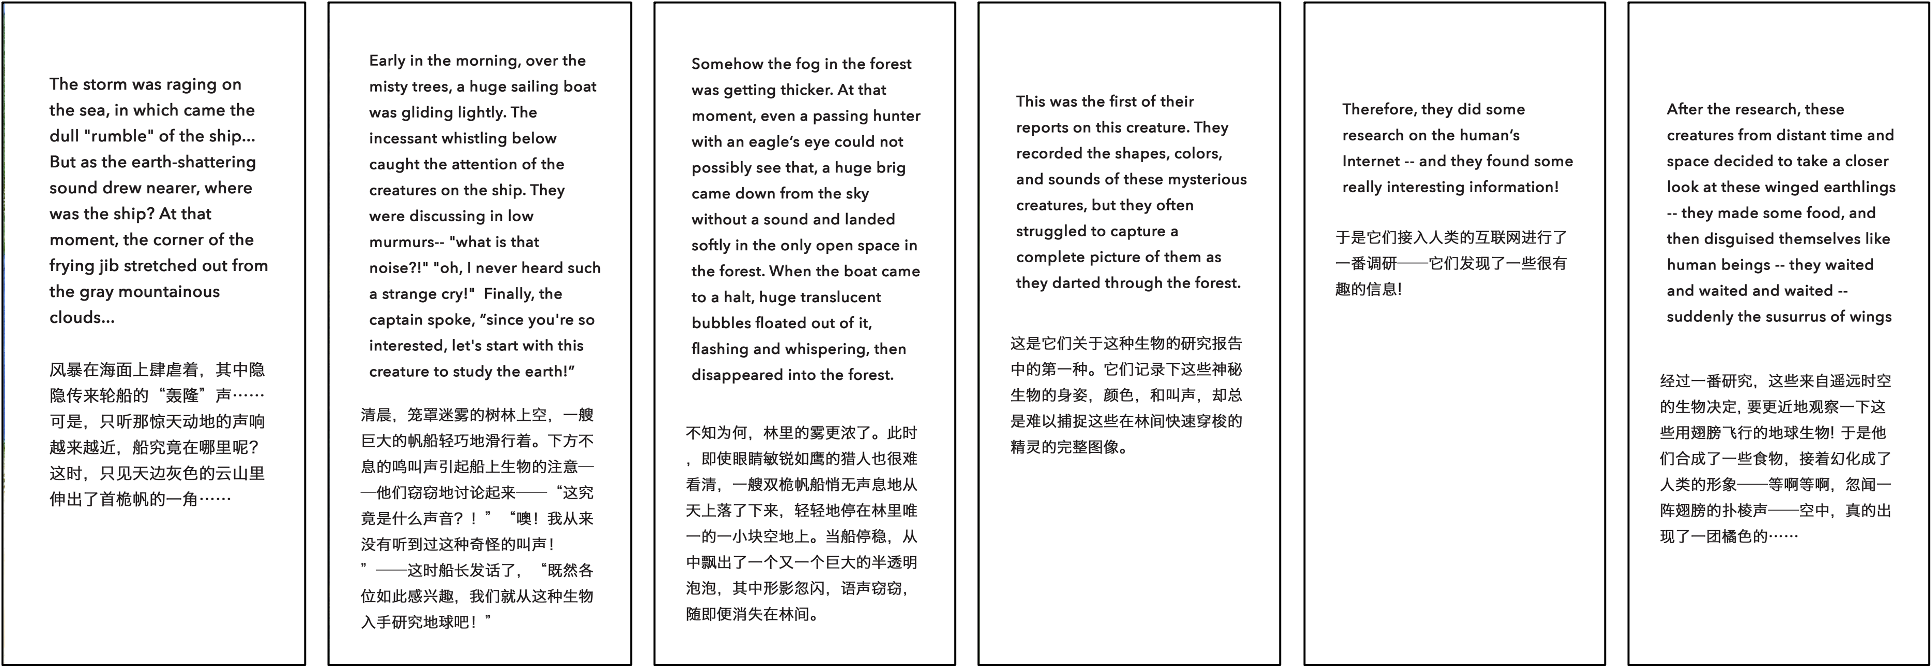 The storm was raging on
the sea, in which came the
dull "rumble" of the ship...
But as the earth-shattering
sound drew nearer, where
was the ship? At that
moment, the corner of the
frying jib stretched out from
the gray mountainous
clouds...
风暴在海面上肆虐着，其中隐
隐传来轮船的“轰隆”声……
可是，只听那惊天动地的声响
越来越近，船究竟在哪里呢？
这时，只见天边灰色的云山里
伸出了首桅帆的一角……
Early in the morning, over the
misty trees, a huge sailing boat
was gliding lightly. The
incessant whistling below
caught the attention of the
creatures on the ship. They
were discussing in low
murmurs-- "what is that
noise?!" "oh, I never heard such
a strange cry!"  Finally, the
captain spoke, “since you're so
interested, let's start with this
creature to study the earth!”
清晨，笼罩迷雾的树林上空，一艘
巨大的帆船轻巧地滑行着。下方不
息的鸣叫声引起船上生物的注意—
—他们窃窃地讨论起来——“这究
竟是什么声音？！”“噢！我从来
没有听到过这种奇怪的叫声！
”——这时船长发话了，“既然各
位如此感兴趣，我们就从这种生物
入手研究地球吧！”
Somehow the fog in the forest
was getting thicker. At that
moment, even a passing hunter
with an eagle‘s eye could not
possibly see that, a huge brig
came down from the sky
without a sound and landed
softly in the only open space in
the forest. When the boat came
to a halt, huge translucent
bubbles floated out of it,
flashing and whispering, then
disappeared into the forest.
不知为何，林里的雾更浓了。此时
，即使眼睛敏锐如鹰的猎人也很难
看清，一艘双桅帆船悄无声息地从
天上落了下来，轻轻地停在林里唯
一的一小块空地上。当船停稳，从
中飘出了一个又一个巨大的半透明
泡泡，其中形影忽闪，语声窃窃，
随即便消失在林间。
This was the first of their
reports on this creature. They
recorded the shapes, colors,
and sounds of these mysterious
creatures, but they often
struggled to capture a
complete picture of them as
they darted through the forest.
这是它们关于这种生物的研究报告
中的第一种。它们记录下这些神秘
生物的身姿，颜色，和叫声，却总
是难以捕捉这些在林间快速穿梭的
精灵的完整图像。
Therefore, they did some
research on the human‘s
Internet -- and they found some
really interesting information!
于是它们接入人类的互联网进行了
一番调研——它们发现了一些很有
趣的信息!
After the research, these
creatures from distant time and
space decided to take a closer
look at these winged earthlings
-- they made some food, and
then disguised themselves like
human beings -- they waited
and waited and waited --
suddenly the susurrus of wings
经过一番研究，这些来自遥远时空
的生物决定, 要更近地观察一下这
些用翅膀飞行的地球生物! 于是他
们合成了一些食物，接着幻化成了
人类的形象——等啊等啊，忽闻一
阵翅膀的扑棱声——空中，真的出
现了一团橘色的……